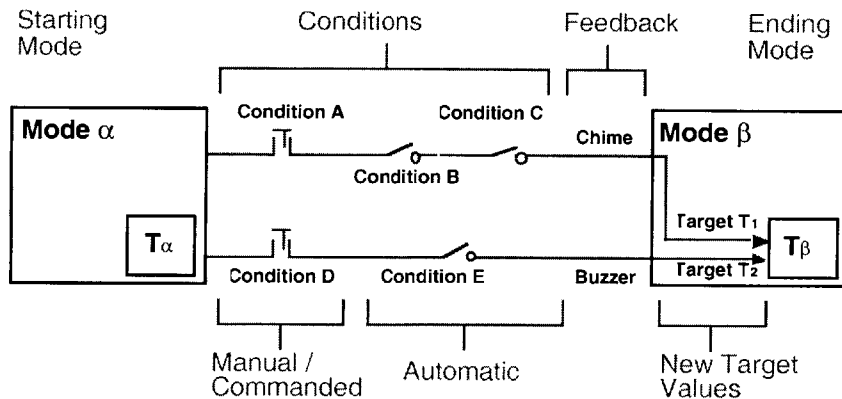 Starting
Mode
Conditions
Feedback
Ending
Mode
Mode α
Condition A
Condition C
Chime
Mode β
Condition B
Target T1
Tα
Tβ
Condition D
Condition E
Buzzer
Target T2
Manual /
Commanded
Automatic
New Target
Values